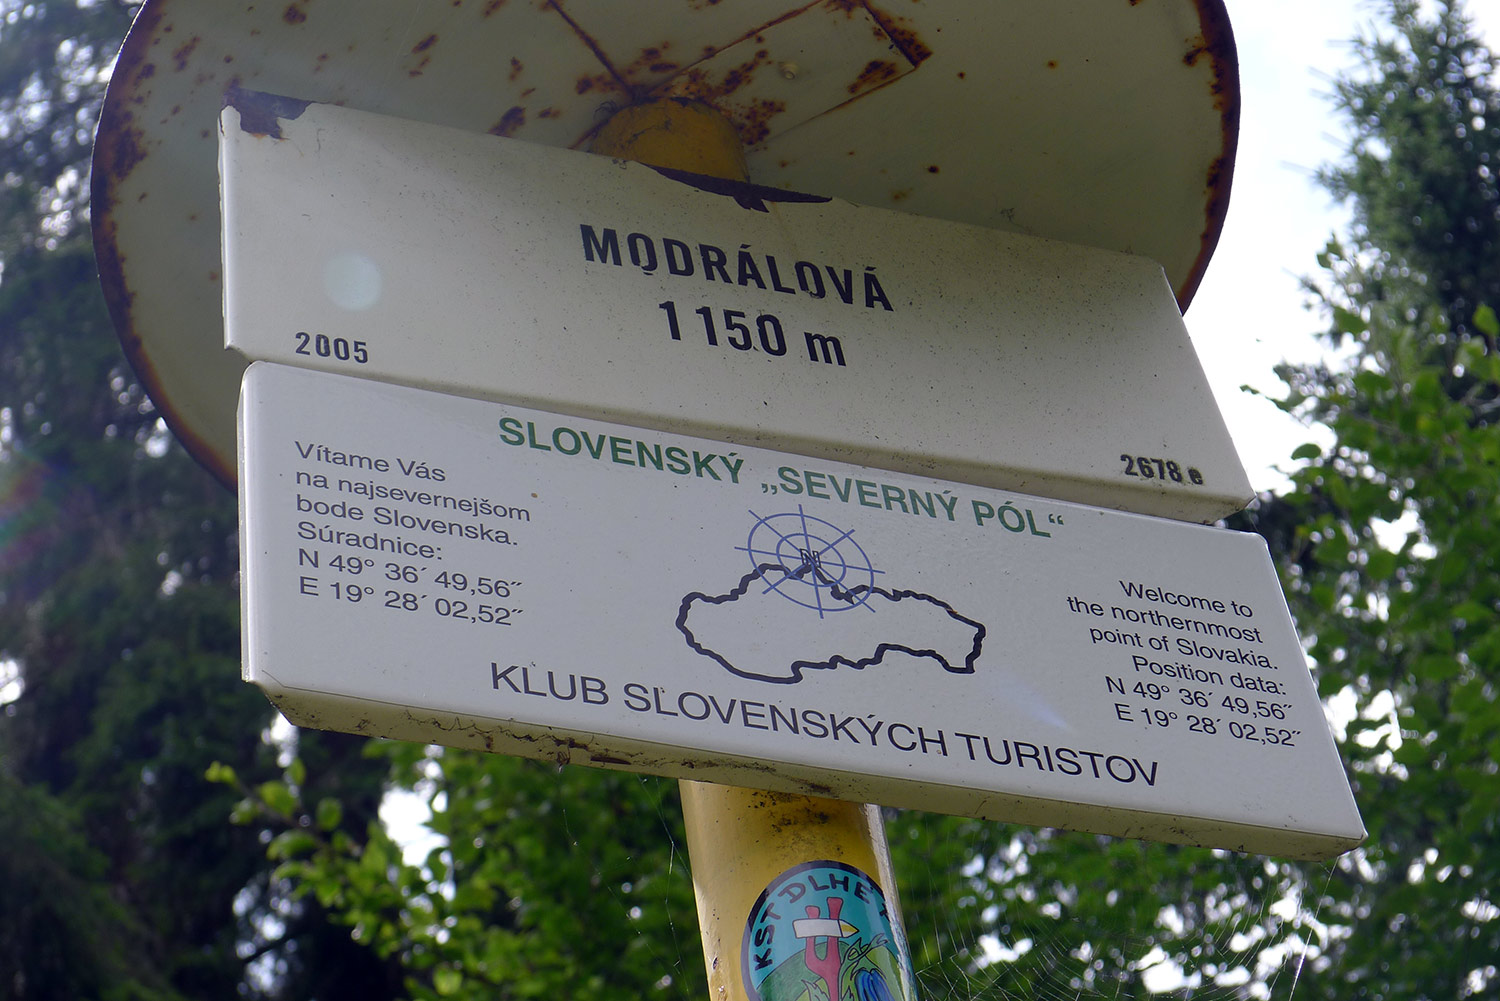 MODRÁLOVÁ
1150 m
2005
2678 e
SLOVENSKÝ „SEVERNÝ PÓL“
Vítame Vás
na najsevernejšom
bode Slovenska.
Súradnice:
N 49° 36´ 49,56˝
E 19° 28´ 02,52˝
N
Welcome to
the northernmost
point of Slovakia.
Position data:
N 49° 36´ 49,56˝
E 19° 28´ 02,52˝
KLUB SLOVENSKÝCH TURISTOV
KST